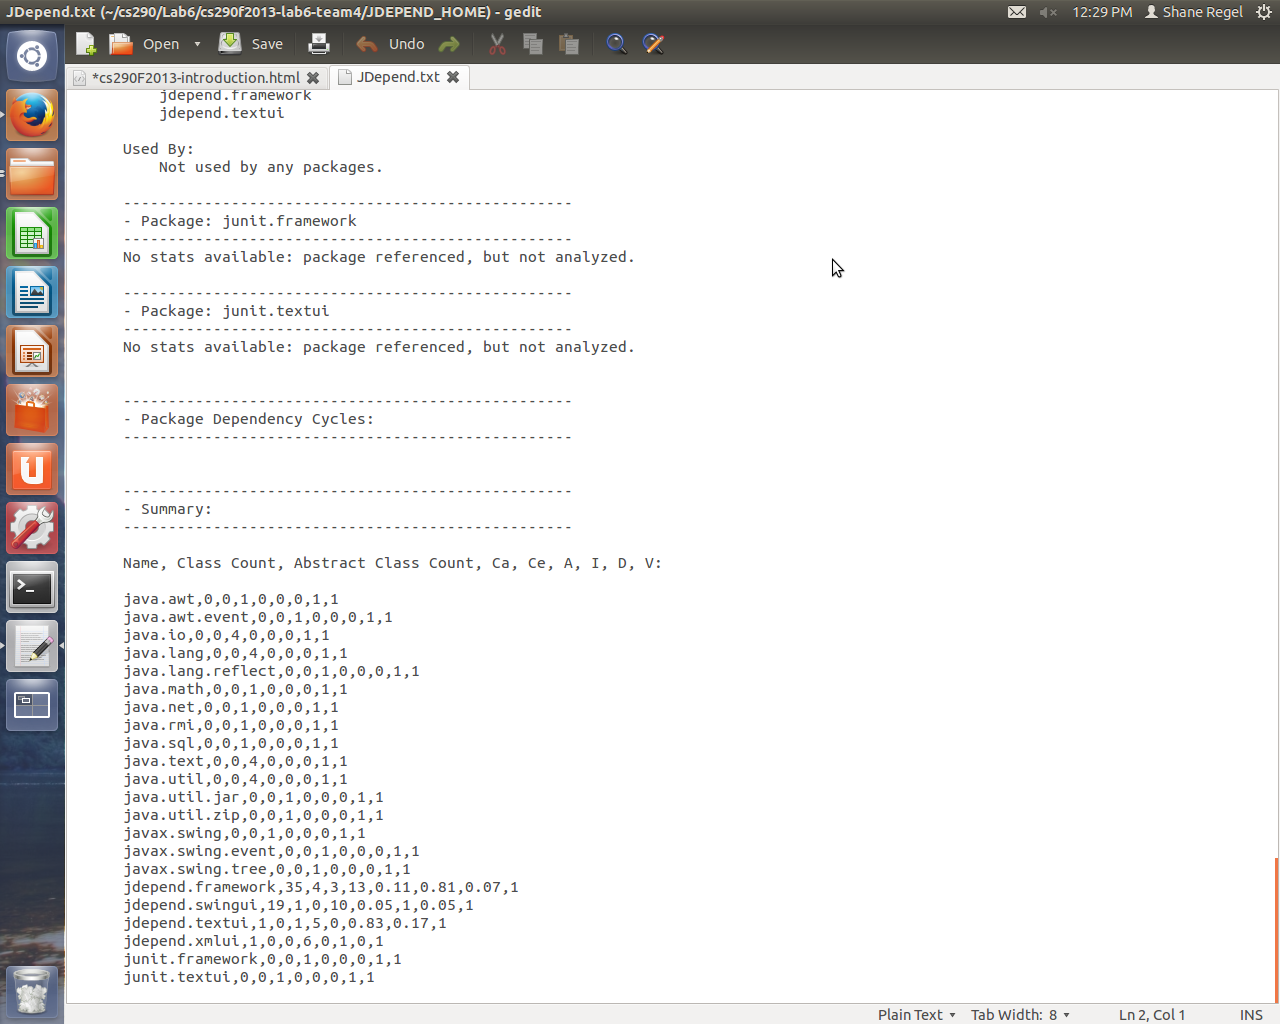 JDepend.txt (~/cs290/Lab6/cs290f2013-lab6-team4/JDEPEND_HOME) - gedit
12:29 PM Shane Regel
Open Save Undo
*cs290F2013-introduction.html JDepend.txt
jdepend.framework
jdepend.textui
Used By:
Not used by any packages.
--------------------------------------------------
- Package: junit.framework
--------------------------------------------------
No stats available: package referenced, but not analyzed.
--------------------------------------------------
- Package: junit.textui
--------------------------------------------------
No stats available: package referenced, but not analyzed.
--------------------------------------------------
- Package Dependency Cycles:
--------------------------------------------------
--------------------------------------------------
- Summary:
--------------------------------------------------
Name, Class Count, Abstract Class Count, Ca, Ce, A, I, D, V:
java.awt,0,0,1,0,0,0,1,1
java.awt.event,0,0,1,0,0,0,1,1
java.io,0,0,4,0,0,0,1,1
java.lang,0,0,4,0,0,0,1,1
java.lang.reflect,0,0,1,0,0,0,1,1
java.math,0,0,1,0,0,0,1,1
java.net,0,0,1,0,0,0,1,1
java.rmi,0,0,1,0,0,0,1,1
java.sql,0,0,1,0,0,0,1,1
java.text,0,0,4,0,0,0,1,1
java.util,0,0,4,0,0,0,1,1
java.util.jar,0,0,1,0,0,0,1,1
java.util.zip,0,0,1,0,0,0,1,1
javax.swing,0,0,1,0,0,0,1,1
javax.swing.event,0,0,1,0,0,0,1,1
javax.swing.tree,0,0,1,0,0,0,1,1
jdepend.framework,35,4,3,13,0.11,0.81,0.07,1
jdepend.swingui,19,1,0,10,0.05,1,0.05,1
jdepend.textui,1,0,1,5,0,0.83,0.17,1
jdepend.xmlui,1,0,0,6,0,1,0,1
junit.framework,0,0,1,0,0,0,1,1
junit.textui,0,0,1,0,0,0,1,1
Plain Text Tab Width: 8 Ln 2, Col 1 INS